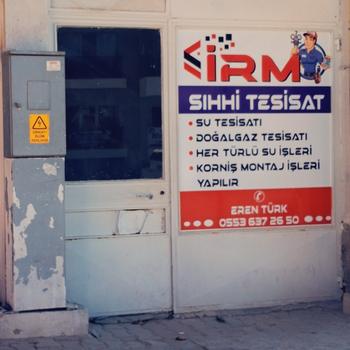 KIRMO
SIHHİ TESİSAT
• SU TESİSATI
• DOĞALGAZ TESİSATI
• HER TÜRLÜ SU İŞLERİ
• KORNİŞ MONTAJ İŞLERİ
YAPILIR
EREN TÜRK
0553 637 26 50